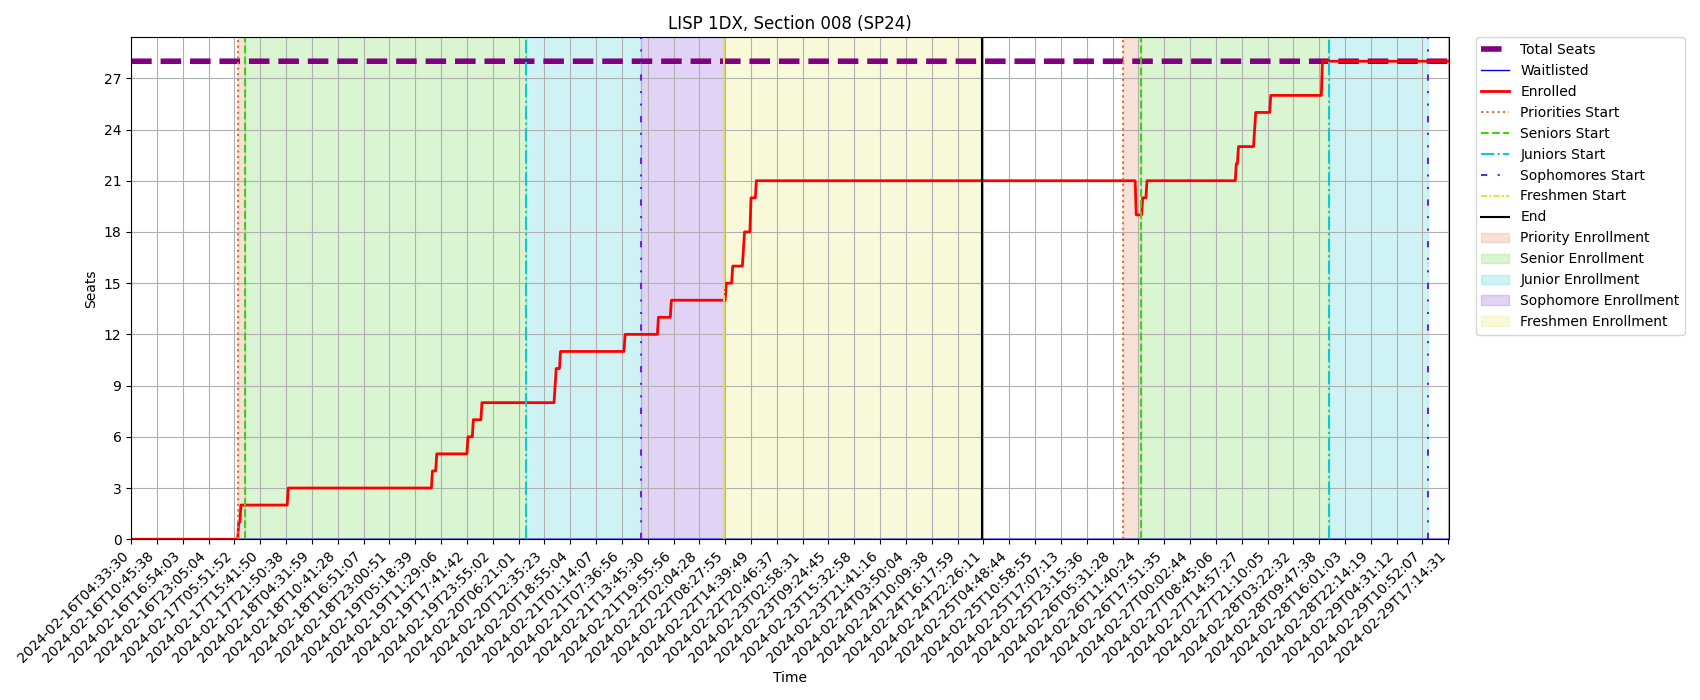 LISP 1DX, Section 008 (SP24)
Seats
27
24
21
18
15
12
9
6
3
0
2024-02-16T04:33:30
2024-02-16T10:45:38
2024-02-16T16:54:03
2024-02-16T23:05:04
2024-02-17T05:51:52
2024-02-17T15:41:50
2024-02-17T21:50:38
2024-02-18T04:31:59
2024-02-18T10:41:28
2024-02-18T16:51:07
2024-02-18T23:00:51
2024-02-19T05:18:39
2024-02-19T11:29:06
2024-02-19T17:41:42
2024-02-19T23:55:02
2024-02-20T06:21:01
2024-02-20T12:35:23
2024-02-20T18:55:04
2024-02-21T01:14:07
2024-02-21T07:36:56
2024-02-21T13:45:30
2024-02-21T19:55:56
2024-02-22T02:04:28
2024-02-22T08:27:55
2024-02-22T14:39:49
2024-02-22T20:46:37
2024-02-23T02:58:31
2024-02-23T09:24:45
2024-02-23T15:32:58
2024-02-23T21:41:16
2024-02-24T03:50:04
2024-02-24T10:09:38
2024-02-24T16:17:59
2024-02-24T22:26:11
2024-02-25T04:48:44
2024-02-25T10:58:55
2024-02-25T17:07:13
2024-02-25T23:15:36
2024-02-26T05:31:28
2024-02-26T11:40:24
2024-02-26T17:51:35
2024-02-27T00:02:44
2024-02-27T08:45:06
2024-02-27T14:57:27
2024-02-27T21:10:05
2024-02-28T03:22:32
2024-02-28T09:47:38
2024-02-28T16:01:03
2024-02-28T22:14:19
2024-02-29T04:31:12
2024-02-29T10:52:07
2024-02-29T17:14:31
Time
Total Seats
Waitlisted
Enrolled
Priorities Start
Seniors Start
Juniors Start
Sophomores Start
Freshmen Start
End
Priority Enrollment
Senior Enrollment
Junior Enrollment
Sophomore Enrollment
Freshmen Enrollment